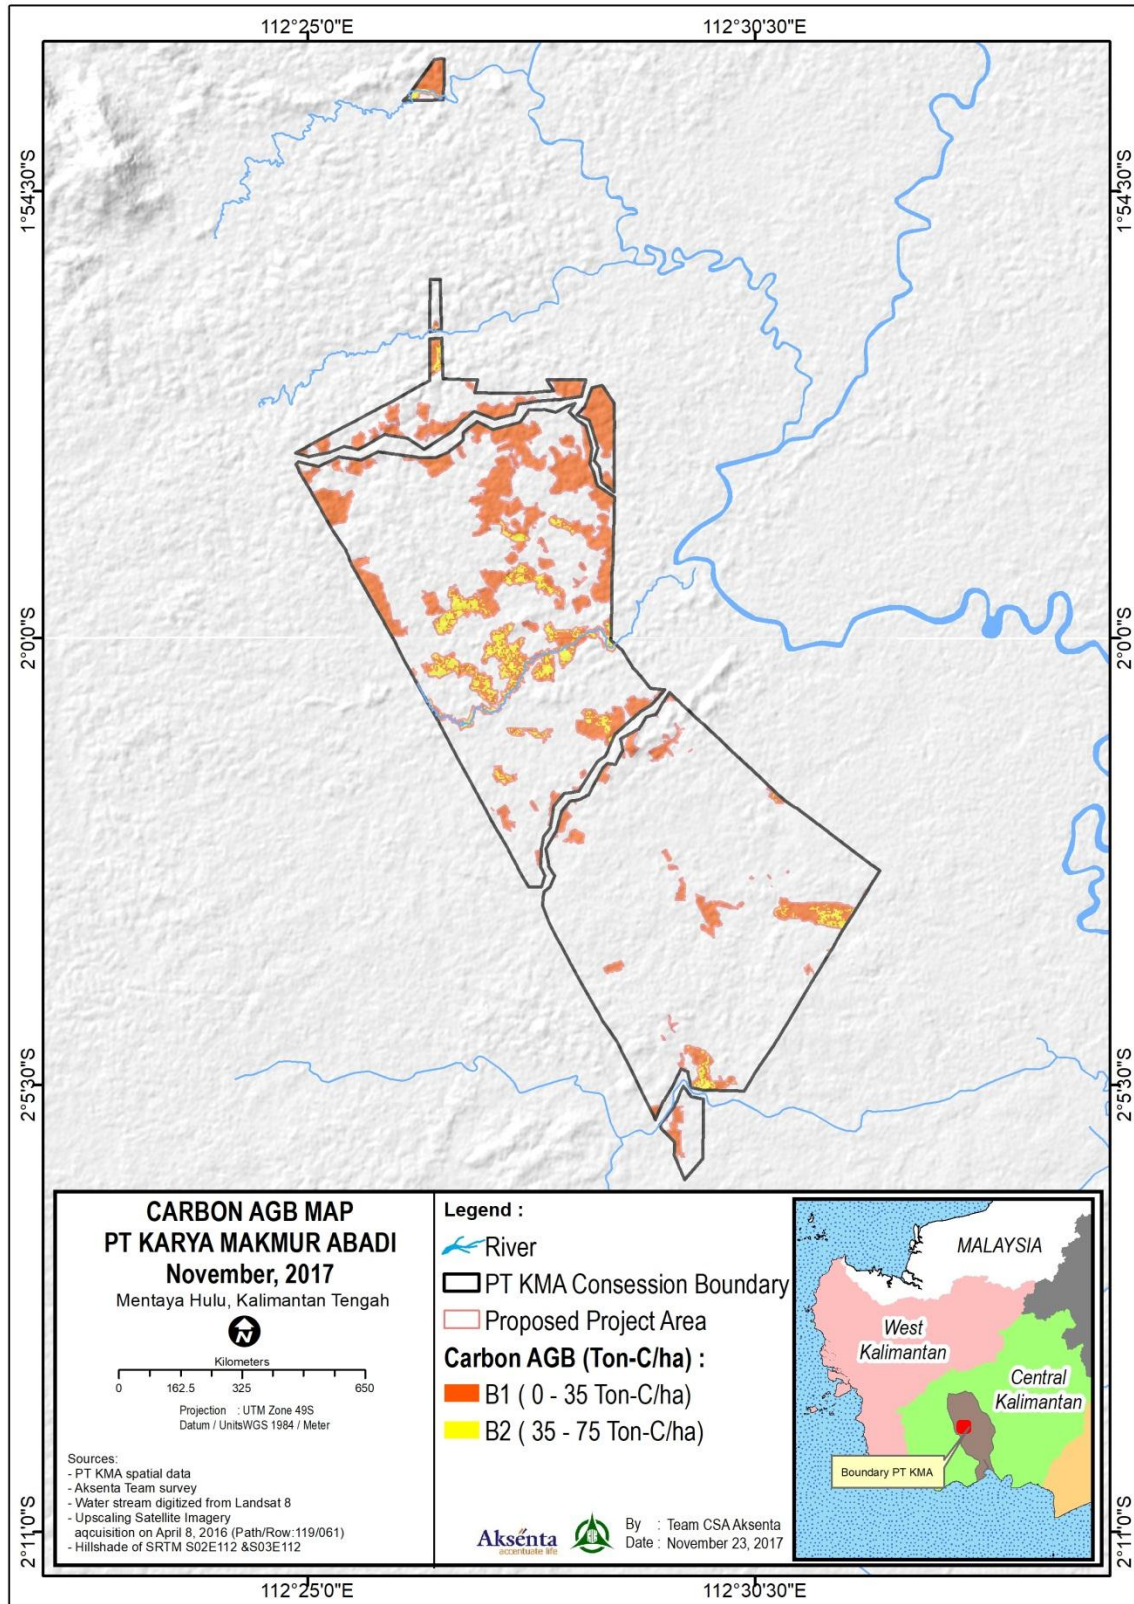 112°25'0"E
112°30'30"E
1°54'30"S
1°54'30"S
2°0'0"S
2°0'0"S
2°5'30"S
2°5'30"S
2°11'0"S
2°11'0"S
CARBON AGB MAP
PT KARYA MAKMUR ABADI
November, 2017
Mentaya Hulu, Kalimantan Tengah
N
Kilometers
0 162.5 325 650
Projection : UTM Zone 49S
Datum / UnitsWGS 1984 / Meter
Sources:
- PT KMA spatial data
- Aksenta Team survey
- Water stream digitized from Landsat 8
- Upscaling Satellite Imagery
aqcuisition on April 8, 2016 (Path/Row:119/061)
- Hillshade of SRTM S02E112 &S03E112
Legend :
River
PT KMA Consession Boundary
Proposed Project Area
Carbon AGB (Ton-C/ha) :
B1 ( 0 - 35 Ton-C/ha)
B2 ( 35 - 75 Ton-C/ha)
Aksenta
accentuate life
By : Team CSA Aksenta
Date : November 23, 2017
MALAYSIA
West
Kalimantan
Central
Kalimantan
Boundary PT KMA
112°25'0"E
112°30'30"E